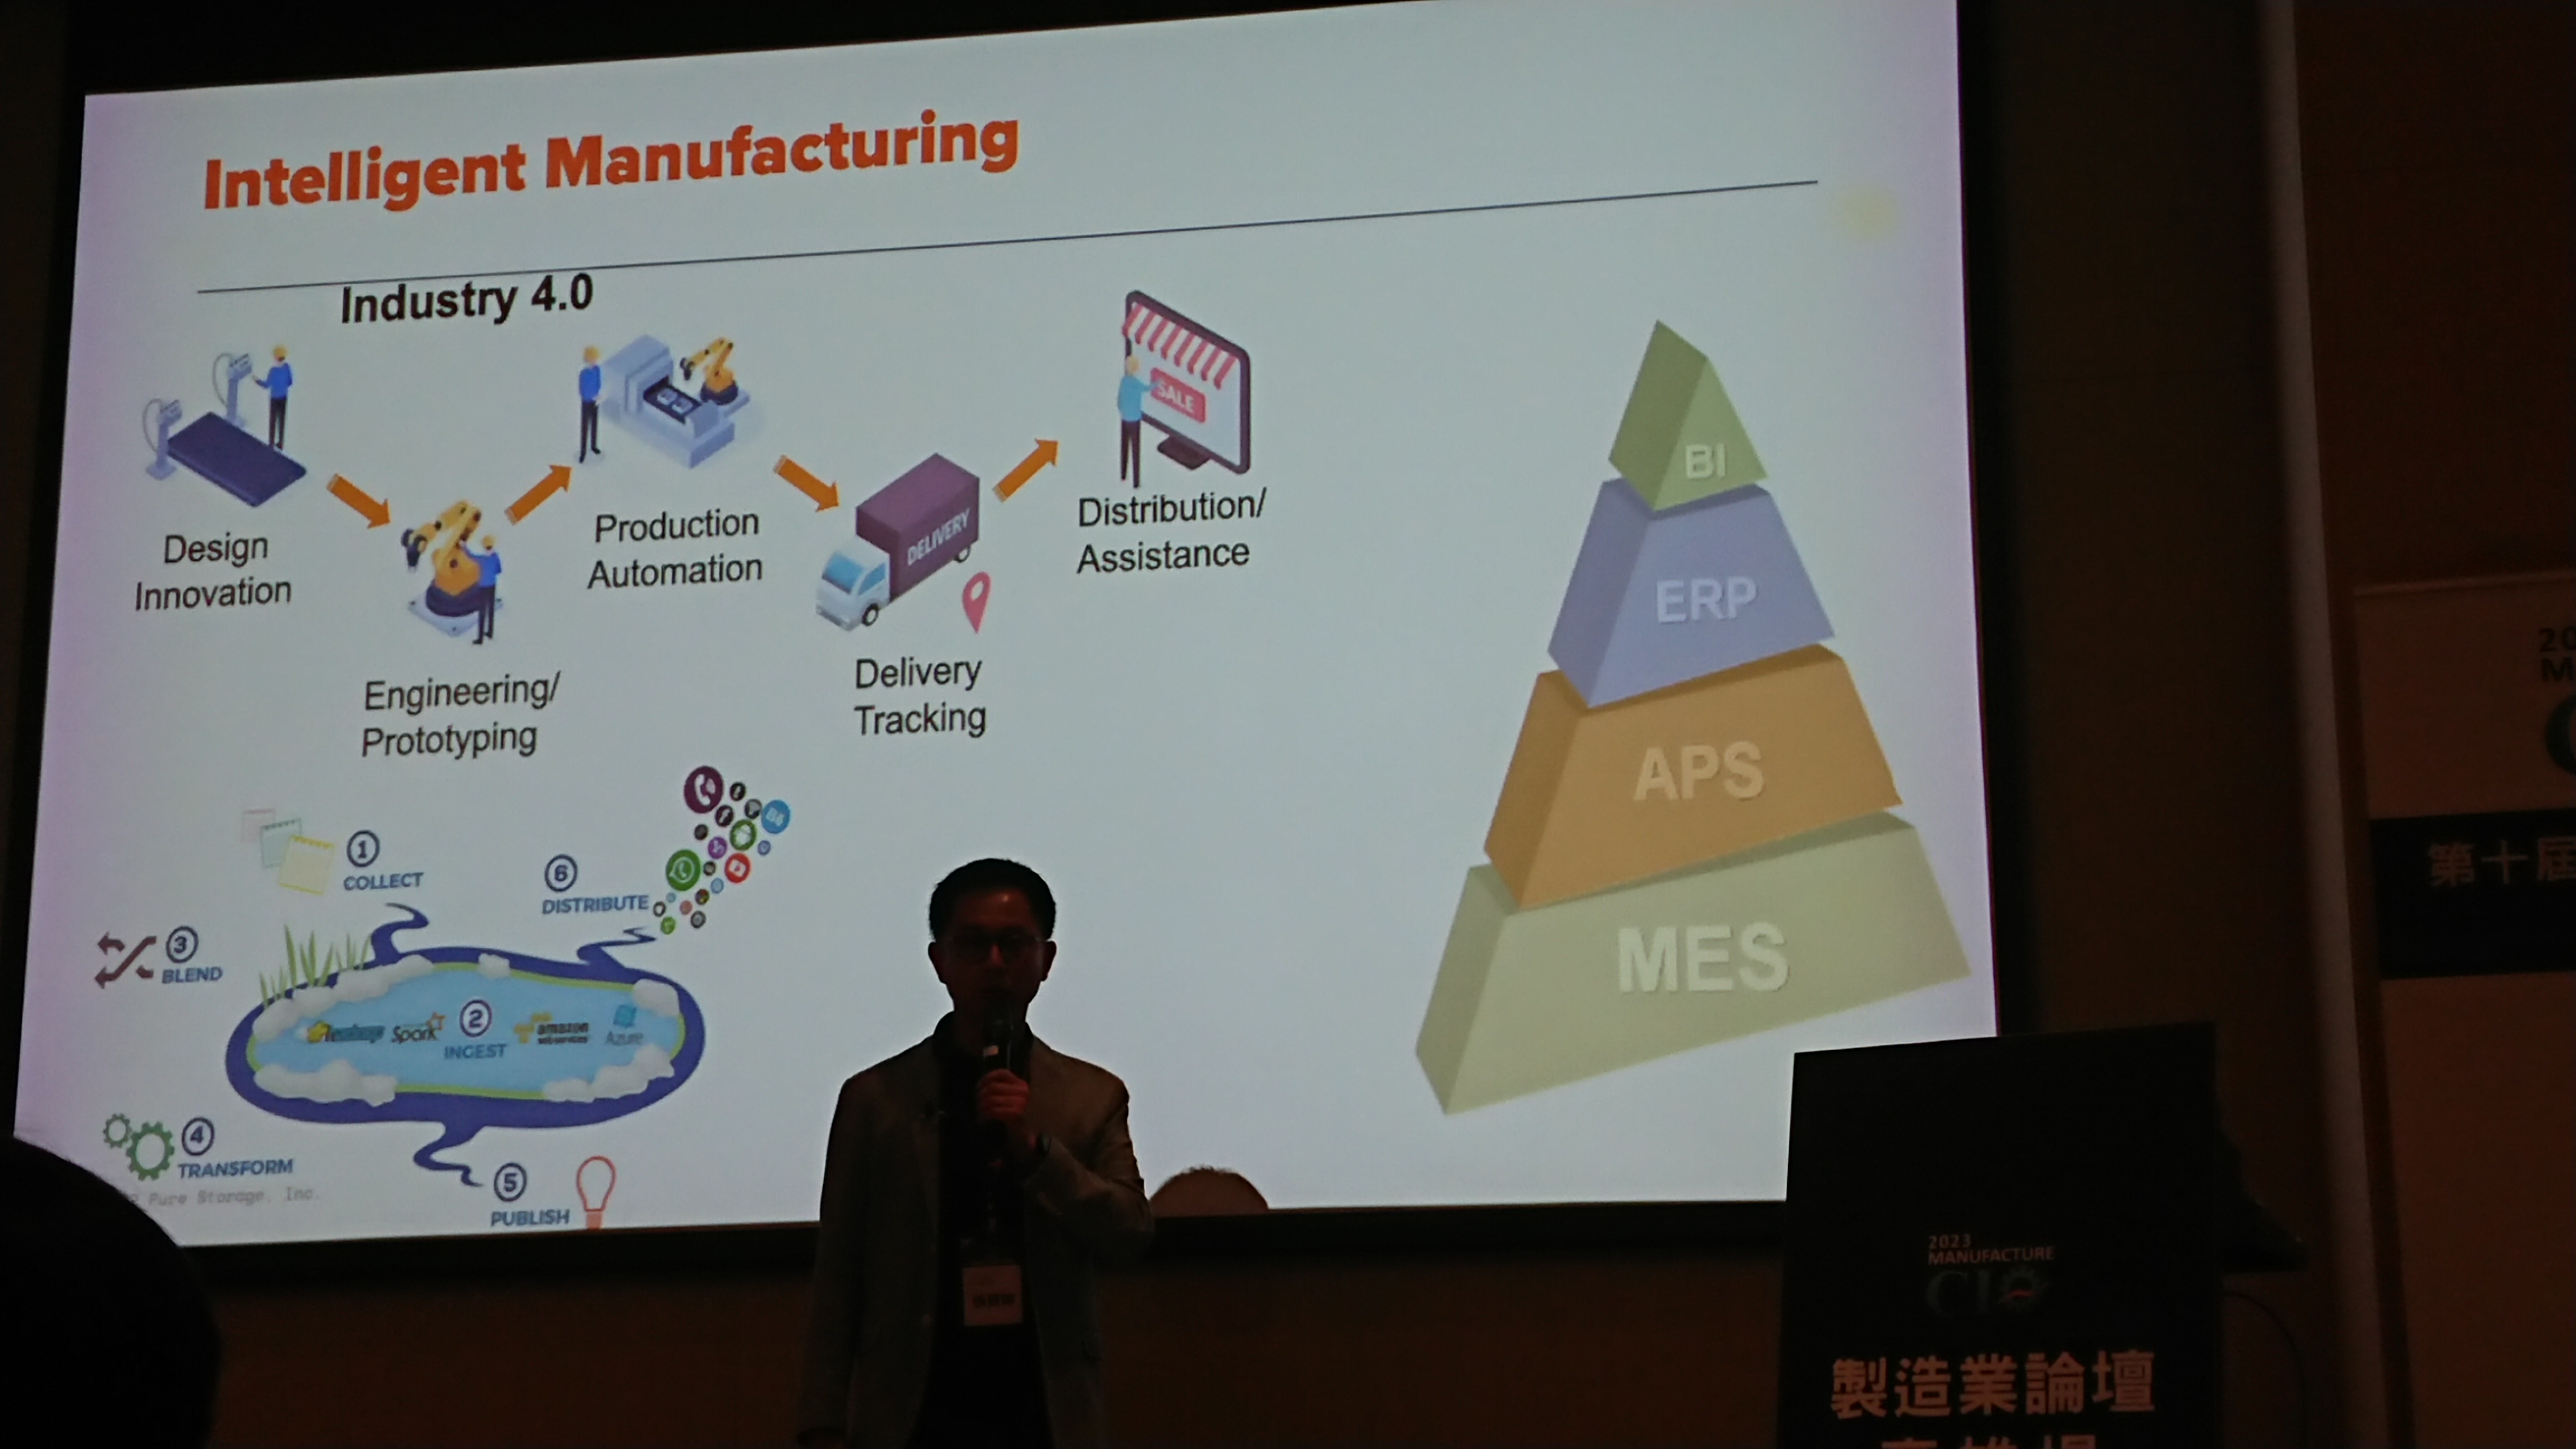 Intelligent Manufacturing
Industry 4.0
Design
Innovation
Engineering/
Prototyping
Production
Automation
DELIVERY
Delivery
Tracking
SALE
Distribution/
Assistance
BI
ERP
APS
MES
1
COLLECT
6
DISTRIBUTE
3
BLEND
Spark
2
INGEST
amazon
Azure
4
TRANSFORM
Pure Storage, Inc.
5
PUBLISH
2023
MANUFACTURE
CIO
製造業論壇
20
M
第十屆